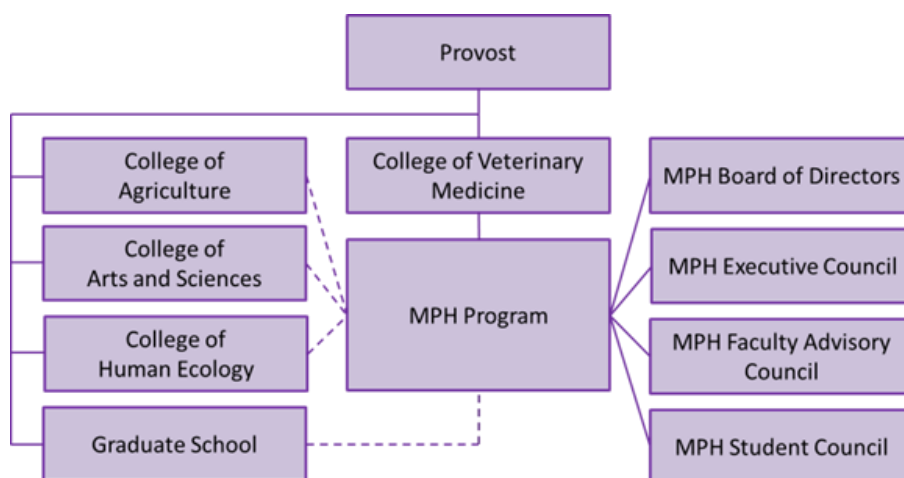 Provost
College of
Agriculture
College of Veterinary
Medicine
MPH Board of Directors
College of
Arts and Sciences
MPH Program
MPH Executive Council
College of
Human Ecology
MPH Faculty Advisory
Council
Graduate School
MPH Student Council